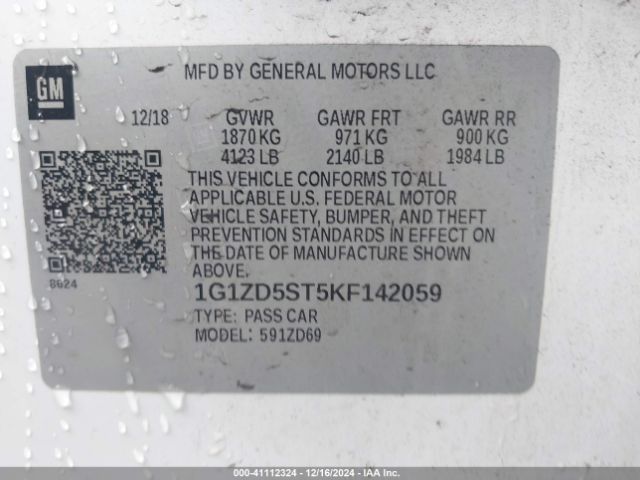 GM
MFD BY GENERAL MOTORS LLC
12/18 GVWR GAWR FRT GAWR RR
1870 KG 971 KG 900 KG
4123 LB 2140 LB 1984 LB
THIS VEHICLE CONFORMS TO ALL
APPLICABLE U.S. FEDERAL MOTOR
VEHICLE SAFETY, BUMPER, AND THEFT
PREVENTION STANDARDS IN EFFECT ON
THE DATE OF MANUFACTURE SHOWN
ABOVE.
8624
1G1ZD5ST5KF142059
TYPE: PASS CAR
MODEL: 591ZD69
© 0000-41112324 | 12/16/2024 | IAA Inc.